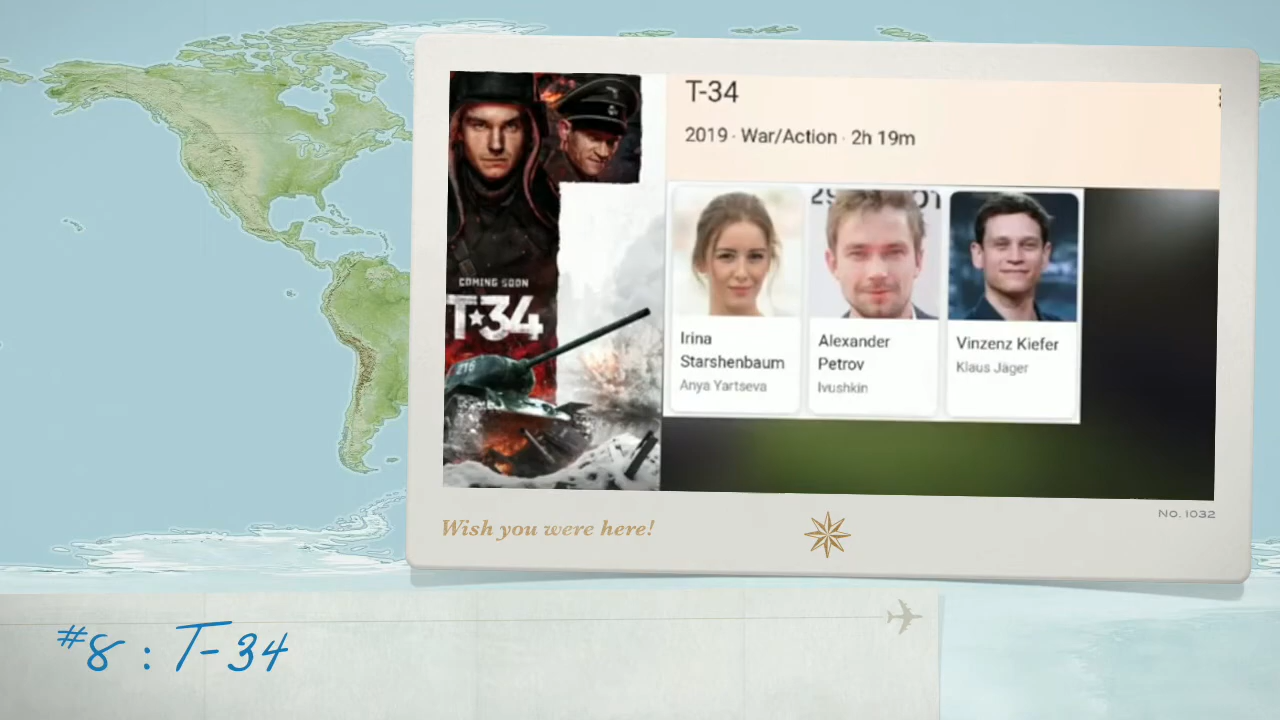 T-34
2019 · War/Action · 2h 19m
Irina
Starshenbaum
Anya Yartseva
Alexander
Petrov
Ivushkin
Vinzenz Kiefer
Klaus Jäger
COMING SOON
T★34
216
Wish you were here!
No. 1032
#8 : T-34